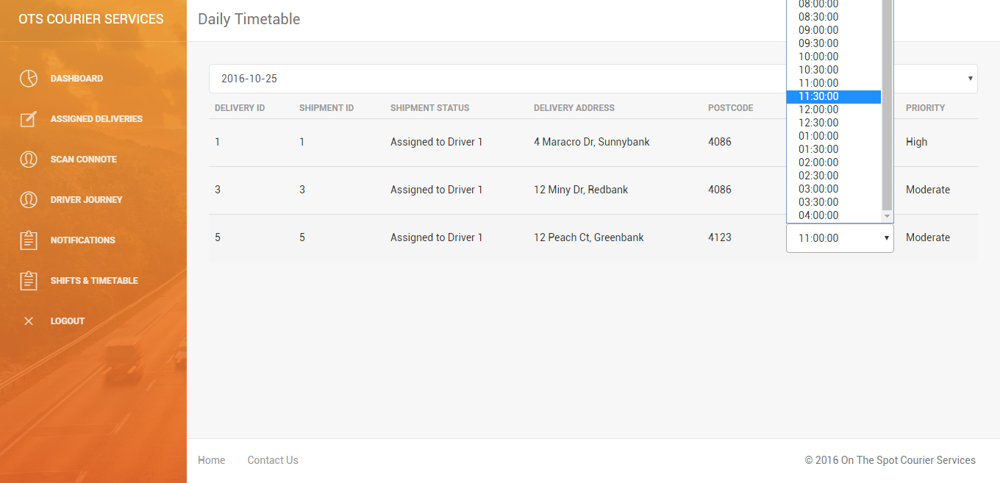 OTS COURIER SERVICES
DASHBOARD
ASSIGNED DELIVERIES
SCAN CONNOTE
DRIVER JOURNEY
NOTIFICATIONS
SHIFTS & TIMETABLE
LOGOUT
Daily Timetable
2016-10-25
DELIVERY ID SHIPMENT ID SHIPMENT STATUS DELIVERY ADDRESS POSTCODE PRIORITY
1 1 Assigned to Driver 1 4 Maracro Dr, Sunnybank 4086 High
3 3 Assigned to Driver 1 12 Miny Dr, Redbank 4086 Moderate
5 5 Assigned to Driver 1 12 Peach Ct, Greenbank 4123 11:00:00 Moderate
08:00:00
08:30:00
09:00:00
09:30:00
10:00:00
10:30:00
11:00:00
11:30:00
12:00:00
12:30:00
01:00:00
01:30:00
02:00:00
02:30:00
03:00:00
03:30:00
04:00:00
Home Contact Us © 2016 On The Spot Courier Services